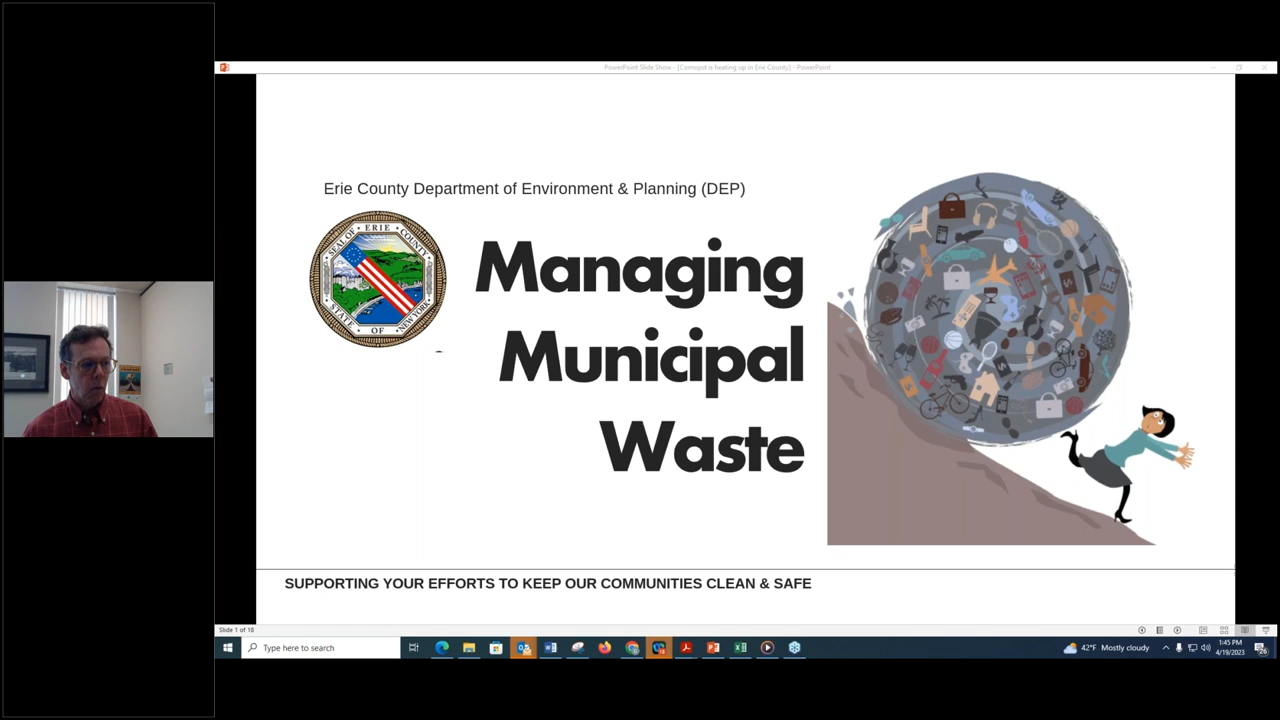 PowerPoint Slide Show - [Comopst is heating up in Erie County] - PowerPoint
Erie County Department of Environment & Planning (DEP)
SEAL OF ERIE COUNTY
STATE OF NEW YORK
Managing
Municipal
Waste
SUPPORTING YOUR EFFORTS TO KEEP OUR COMMUNITIES CLEAN & SAFE
Slide 1 of 18
Type here to search
42°F Mostly cloudy
1:45 PM
4/19/2023
26